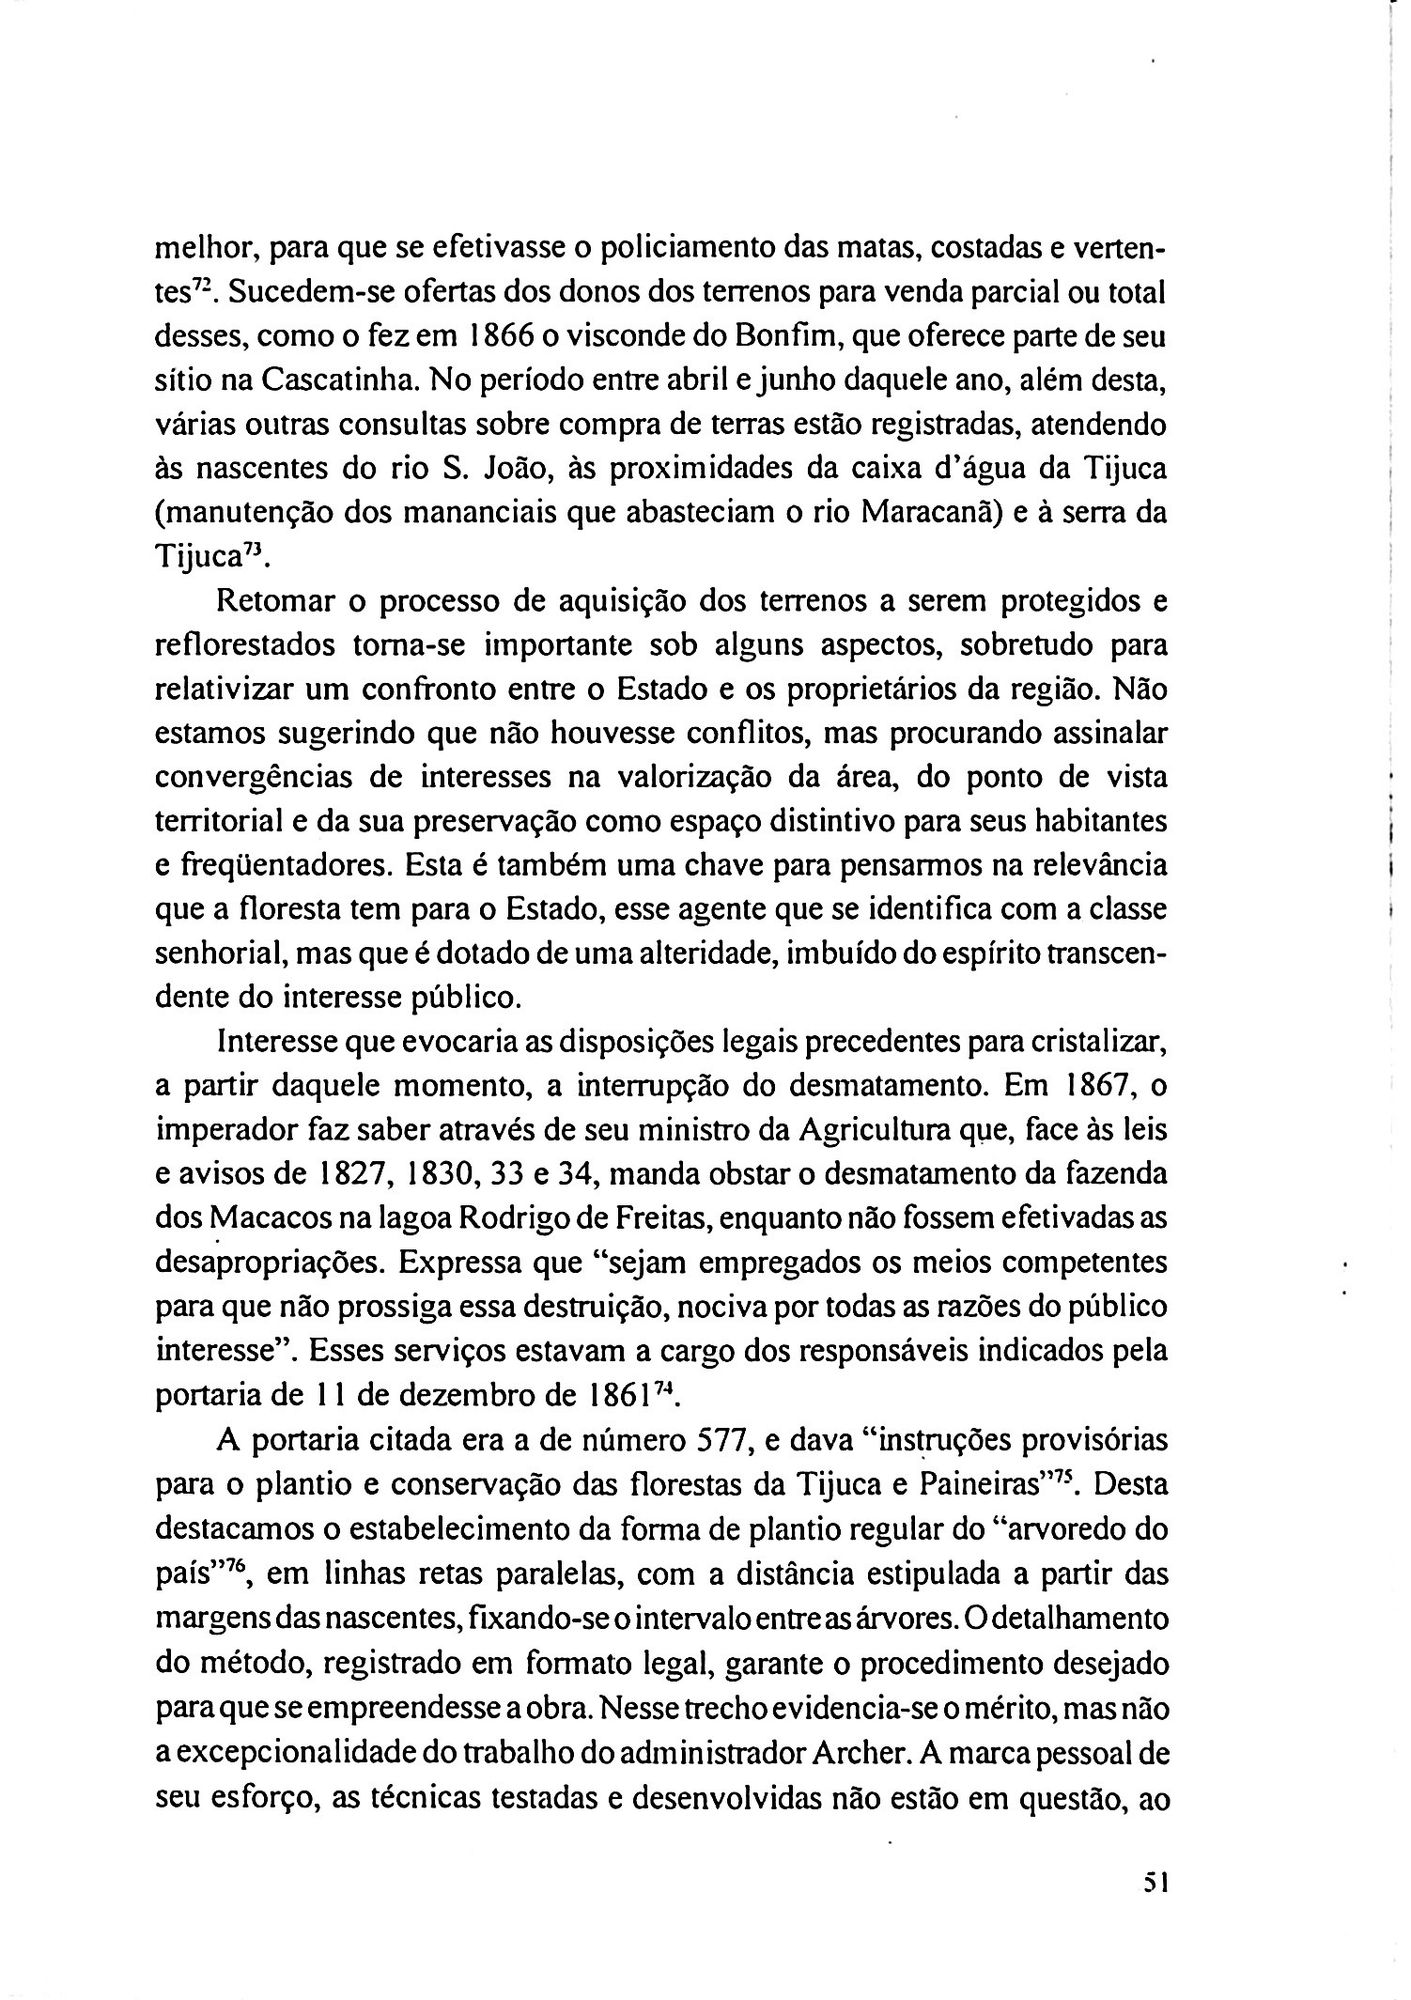 melhor, para que se efetivasse o policiamento das matas, costadas e verten-
tes⁷². Sucedem-se ofertas dos donos dos terrenos para venda parcial ou total
desses, como o fez em 1866 o visconde do Bonfim, que oferece parte de seu
sítio na Cascatinha. No período entre abril e junho daquele ano, além desta,
várias outras consultas sobre compra de terras estão registradas, atendendo
às nascentes do rio S. João, às proximidades da caixa d’água da Tijuca
(manutenção dos mananciais que abasteciam o rio Maracanã) e à serra da
Tijuca⁷³.
Retomar o processo de aquisição dos terrenos a serem protegidos e
reflorestados torna-se importante sob alguns aspectos, sobretudo para
relativizar um confronto entre o Estado e os proprietários da região. Não
estamos sugerindo que não houvesse conflitos, mas procurando assinalar
convergências de interesses na valorização da área, do ponto de vista
territorial e da sua preservação como espaço distintivo para seus habitantes
e freqüentadores. Esta é também uma chave para pensarmos na relevância
que a floresta tem para o Estado, esse agente que se identifica com a classe
senhorial, mas que é dotado de uma alteridade, imbuído do espírito transcen-
dente do interesse público.
Interesse que evocaria as disposições legais precedentes para cristalizar,
a partir daquele momento, a interrupção do desmatamento. Em 1867, o
imperador faz saber através de seu ministro da Agricultura que, face às leis
e avisos de 1827, 1830, 33 e 34, manda obstar o desmatamento da fazenda
dos Macacos na lagoa Rodrigo de Freitas, enquanto não fossem efetivadas as
desapropriações. Expressa que “sejam empregados os meios competentes
para que não prossiga essa destruição, nociva por todas as razões do público
interesse”. Esses serviços estavam a cargo dos responsáveis indicados pela
portaria de 11 de dezembro de 1861⁷⁴.
A portaria citada era a de número 577, e dava “instruções provisórias
para o plantio e conservação das florestas da Tijuca e Paineiras”⁷⁵. Desta
destacamos o estabelecimento da forma de plantio regular do “arvoredo do
país”⁷⁶, em linhas retas paralelas, com a distância estipulada a partir das
margens das nascentes, fixando-se o intervalo entre as árvores. O detalhamento
do método, registrado em formato legal, garante o procedimento desejado
para que se empreendesse a obra. Nesse trecho evidencia-se o mérito, mas não
a excepcionalidade do trabalho do administrador Archer. A marca pessoal de
seu esforço, as técnicas testadas e desenvolvidas não estão em questão, ao
51